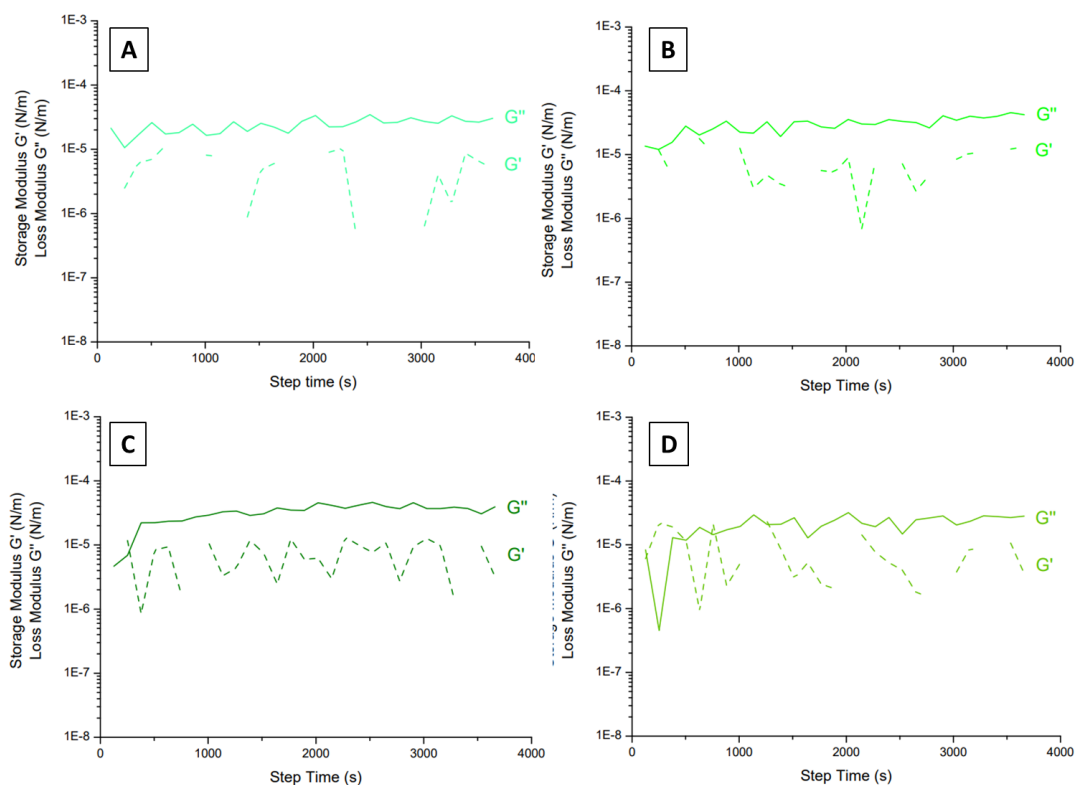 A
Storage Modulus G' (N/m)
Loss Modulus G'' (N/m)
1E-3
1E-4
1E-5
1E-6
1E-7
1E-8
G''
G'
0
1000
2000
3000
400
Step time (s)
B
Storage Modulus G' (N/m)
Loss Modulus G'' (N/m)
1E-3
1E-4
1E-5
1E-6
1E-7
1E-8
G''
G'
0
1000
2000
3000
4000
Step Time (s)
C
Storage Modulus G' (N/m)
Loss Modulus G'' (N/m)
1E-3
1E-4
1E-5
1E-6
1E-7
1E-8
G''
G'
0
1000
2000
3000
4000
Step Time (s)
D
Loss Modulus G'' (N/m)
1E-3
1E-4
1E-5
1E-6
1E-7
1E-8
G''
G'
0
1000
2000
3000
4000
Step Time (s)